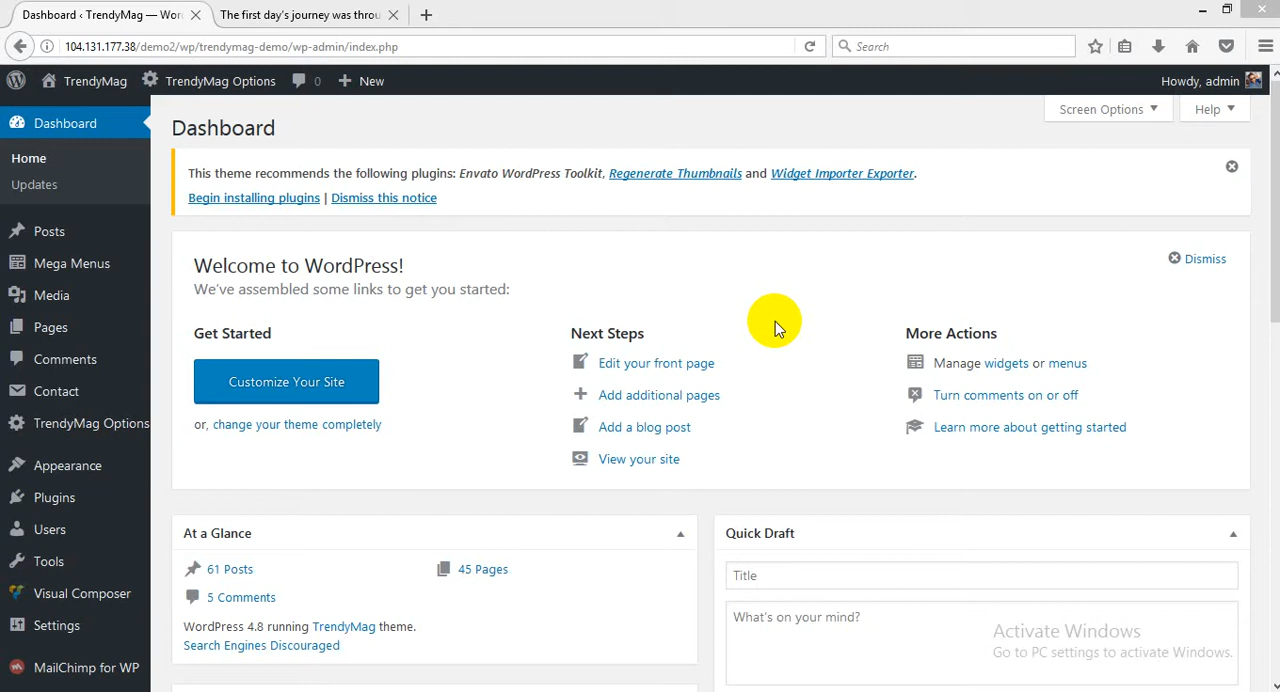 Dashboard ‹ TrendyMag — Wor
The first day's journey was throu
104.131.177.38/demo2/wp/trendymag-demo/wp-admin/index.php
Search
TrendyMag
TrendyMag Options
0
New
Howdy, admin
Dashboard
Home
Updates
Posts
Mega Menus
Media
Pages
Comments
Contact
TrendyMag Options
Appearance
Plugins
Users
Tools
Visual Composer
Settings
MailChimp for WP
Screen Options
Help
Dashboard
This theme recommends the following plugins: Envato WordPress Toolkit, Regenerate Thumbnails and Widget Importer Exporter.
Begin installing plugins | Dismiss this notice
Welcome to WordPress!
Dismiss
We've assembled some links to get you started:
Get Started
Customize Your Site
or, change your theme completely
Next Steps
Edit your front page
Add additional pages
Add a blog post
View your site
More Actions
Manage widgets or menus
Turn comments on or off
Learn more about getting started
At a Glance
61 Posts
45 Pages
5 Comments
WordPress 4.8 running TrendyMag theme.
Search Engines Discouraged
Quick Draft
Title
What's on your mind?
Activate Windows
Go to PC settings to activate Windows.